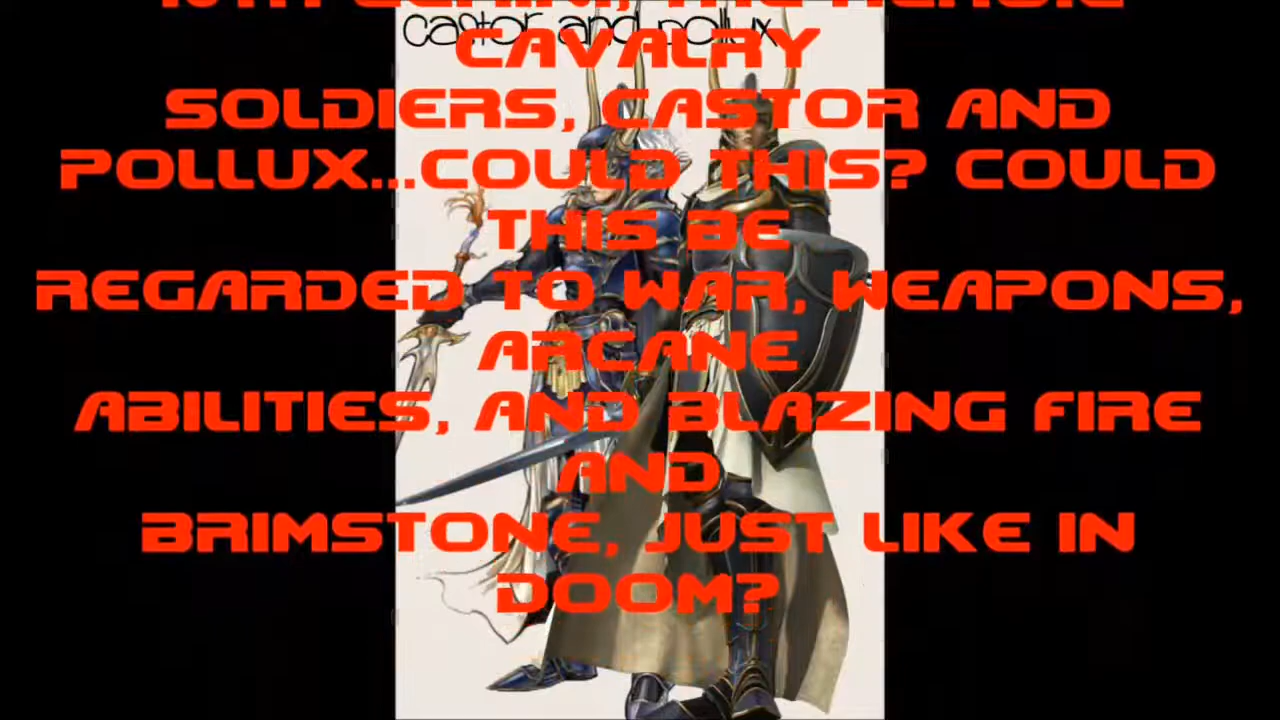 castor and pollux
CAVALRY
SOLDIERS, CASTOR AND
POLLUX...COULD THIS? COULD
THIS BE
REGARDED TO WAR, WEAPONS,
ARCANE
ABILITIES, AND BLAZING FIRE
AND
BRIMSTONE, JUST LIKE IN
DOOM?